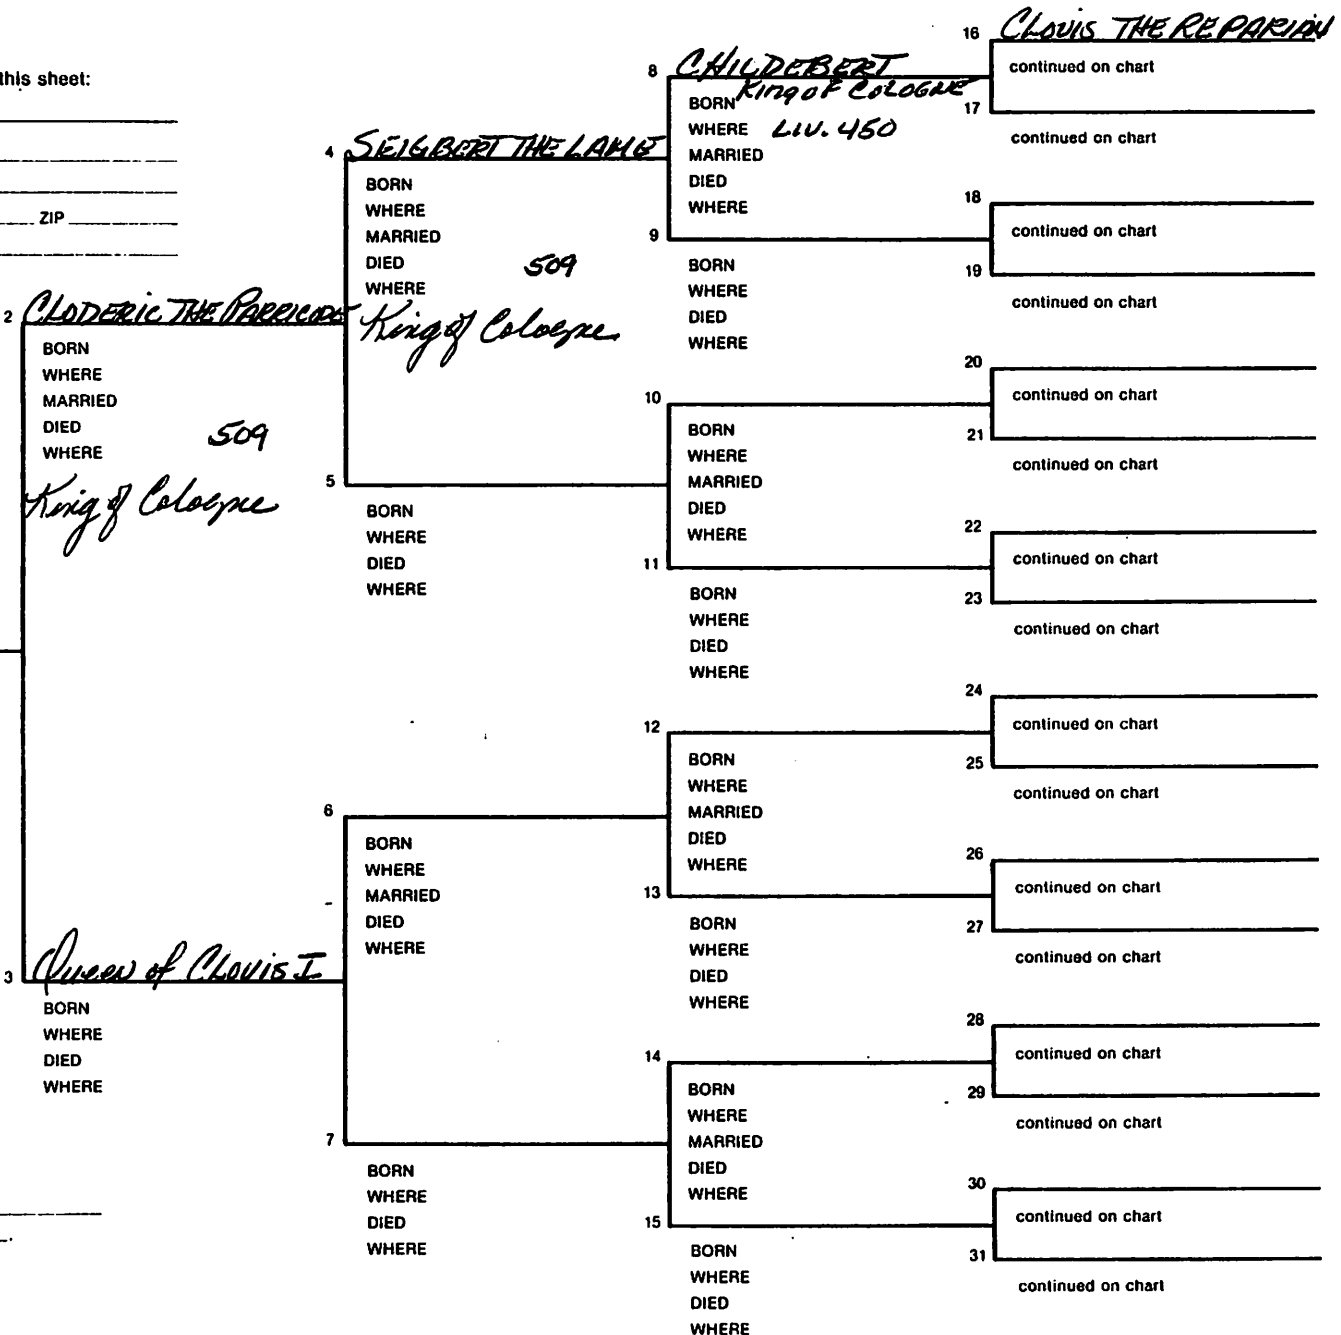 this sheet:
ZIP
2 CLODERIC THE PARRICODE
BORN
WHERE
MARRIED
DIED
WHERE
509
King of Cologne
3 Queen of CLOVIS I
BORN
WHERE
DIED
WHERE
4 SEIGBERT THE LAME
BORN
WHERE
MARRIED
DIED
WHERE
509
King of Cologne
5
BORN
WHERE
DIED
WHERE
6
BORN
WHERE
MARRIED
DIED
WHERE
7
BORN
WHERE
DIED
WHERE
8 CHILDEBERT
King OF COLOGNE
BORN
WHERE LIV. 450
MARRIED
DIED
WHERE
9
BORN
WHERE
DIED
WHERE
10
BORN
WHERE
MARRIED
DIED
WHERE
11
BORN
WHERE
DIED
WHERE
12
BORN
WHERE
MARRIED
DIED
WHERE
13
BORN
WHERE
DIED
WHERE
14
BORN
WHERE
MARRIED
DIED
WHERE
15
BORN
WHERE
DIED
WHERE
16 CLOVIS THE REPARIAN
continued on chart
17
continued on chart
18
continued on chart
19
continued on chart
20
continued on chart
21
continued on chart
22
continued on chart
23
continued on chart
24
continued on chart
25
continued on chart
26
continued on chart
27
continued on chart
28
continued on chart
29
continued on chart
30
continued on chart
31
continued on chart